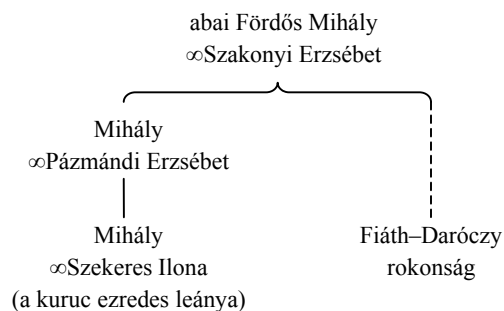 abai Fördős Mihály
∞Szakonyi Erzsébet
Mihály
∞Pázmándi Erzsébet
Mihály
∞Szekeres Ilona
(a kuruc ezredes leánya)
Fiáth–Daróczy
rokonság